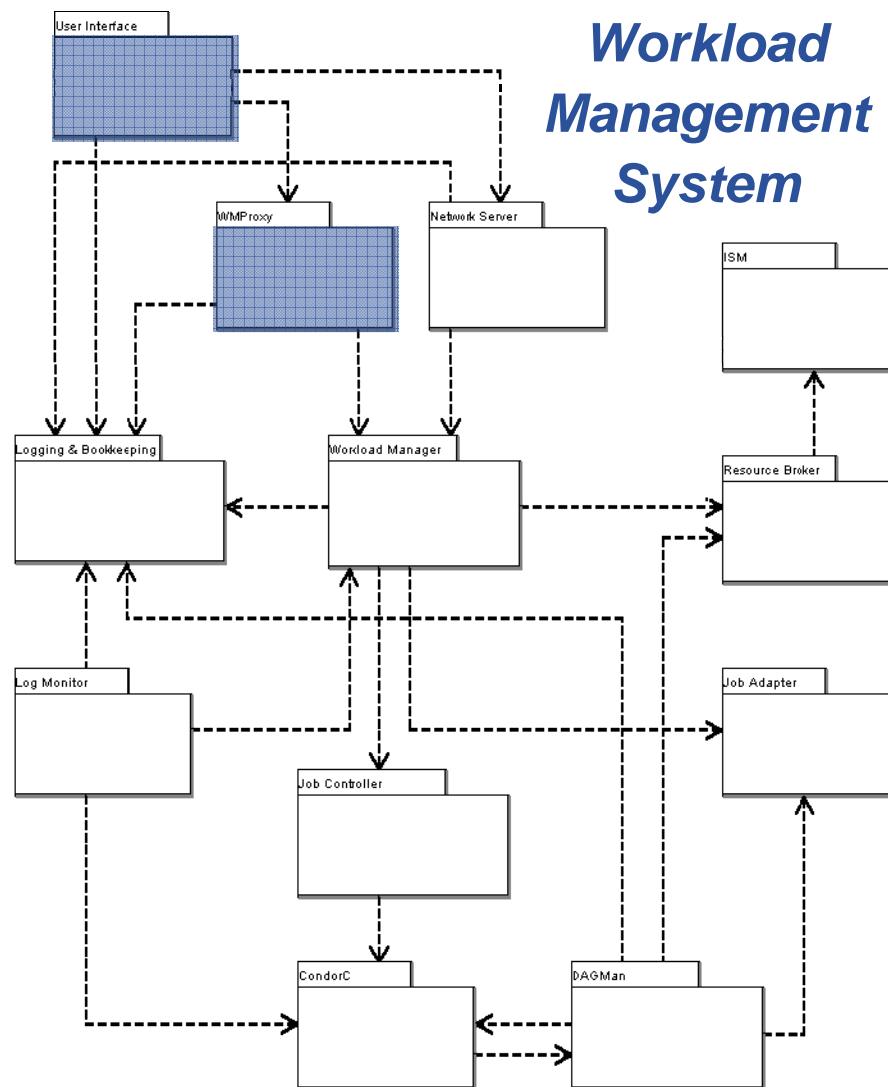 User Interface
Workload
Management
System
WMProxy
Network Server
ISM
Logging & Bookkeeping
Workload Manager
Resource Broker
Log Monitor
Job Adapter
Job Controller
CondorC
DAGMan